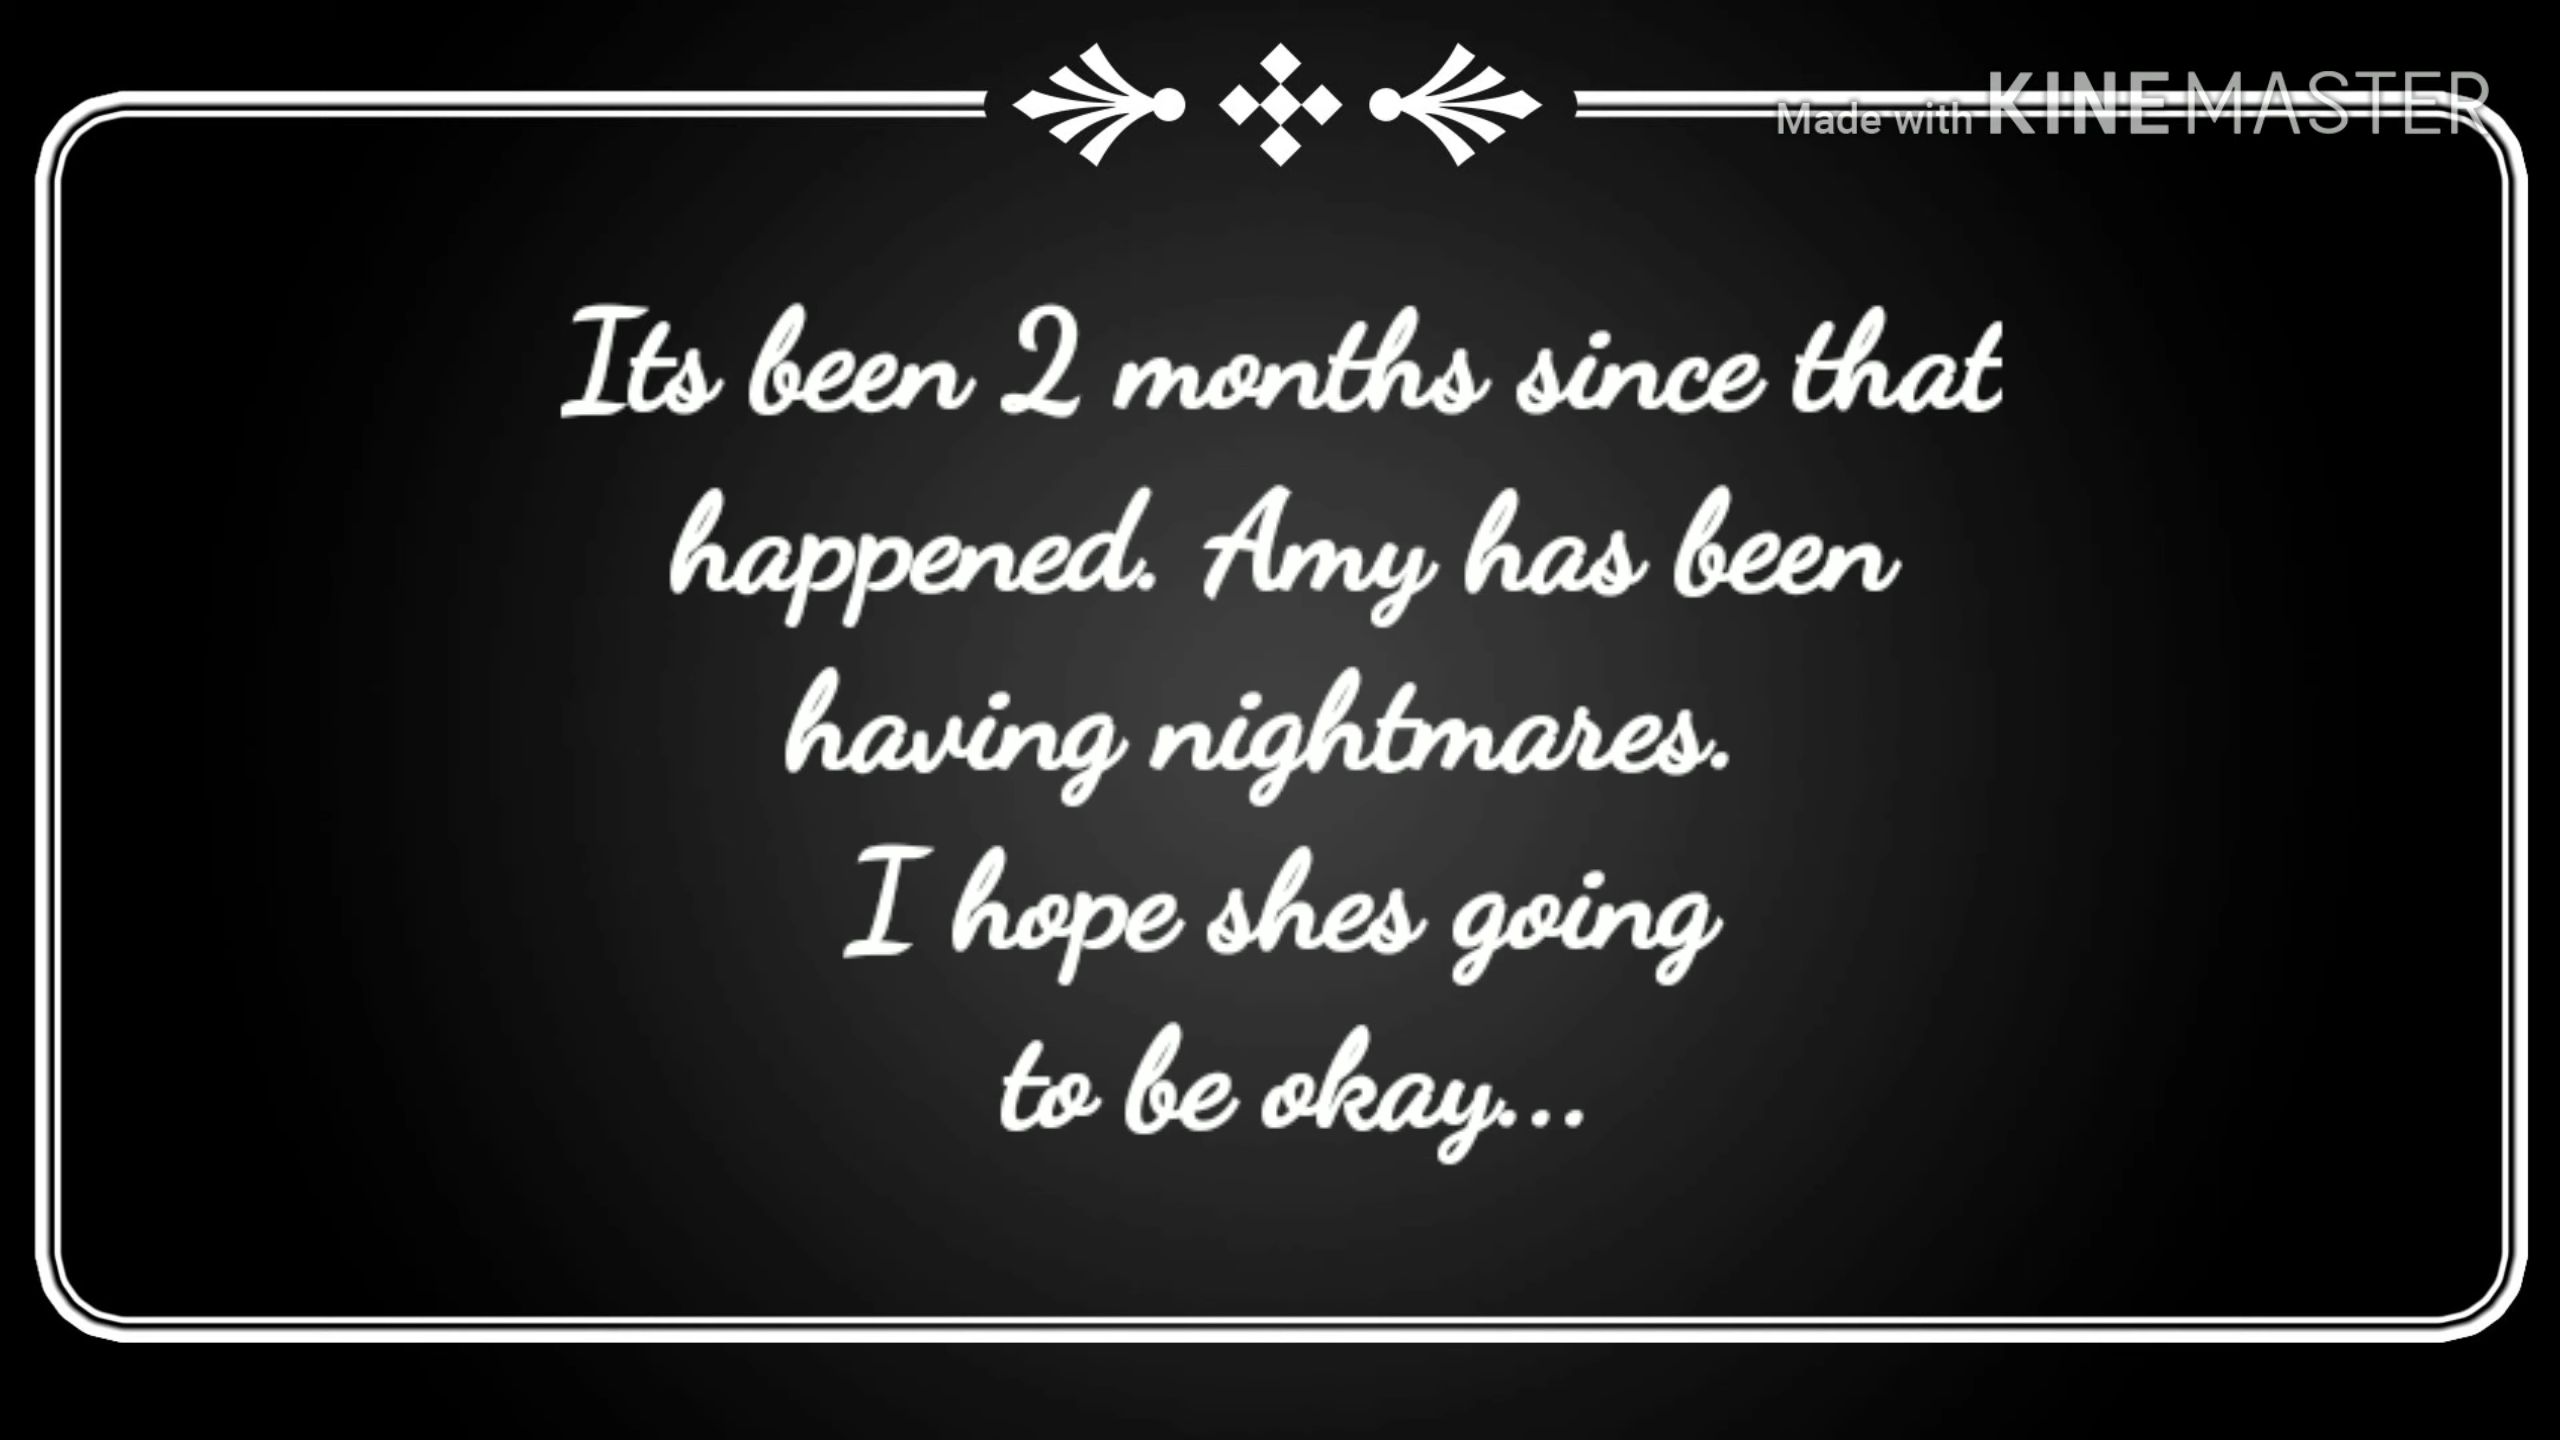 Made with KINEMASTER
Its been 2 months since that
happened. Amy has been
having nightmares.
I hope shes going
to be okay...